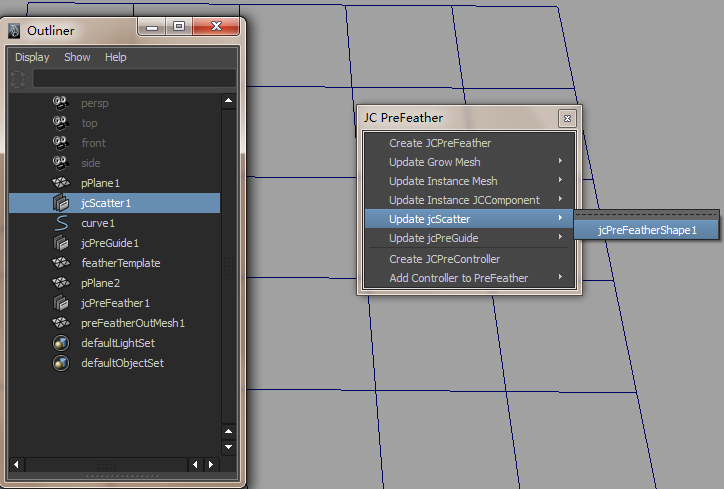 Outliner
Display Show Help
persp
top
front
side
pPlane1
jcScatter1
curve1
jcPreGuide1
featherTemplate
pPlane2
jcPreFeather1
preFeatherOutMesh1
defaultLightSet
defaultObjectSet
JC PreFeather
Create JCPreFeather
Update Grow Mesh
Update Instance Mesh
Update Instance JCComponent
Update jcScatter
Update jcPreGuide
Create JCPreController
Add Controller to PreFeather
jcPreFeatherShape1